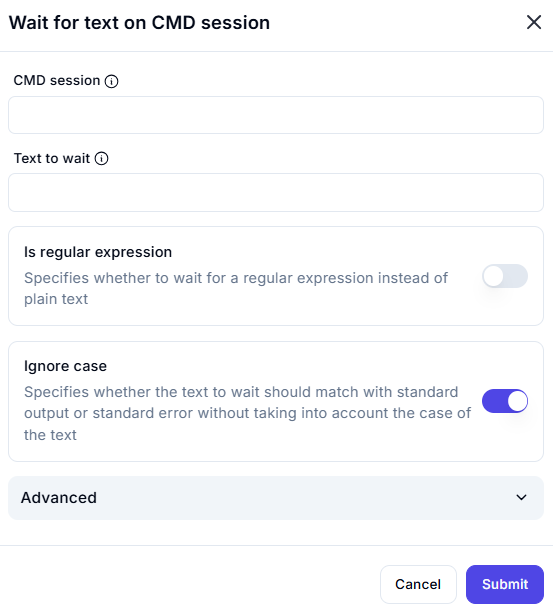 Wait for text on CMD session
CMD session
Text to wait
Is regular expression
Specifies whether to wait for a regular expression instead of
plain text
Ignore case
Specifies whether the text to wait should match with standard
output or standard error without taking into account the case of
the text
Advanced
Cancel
Submit